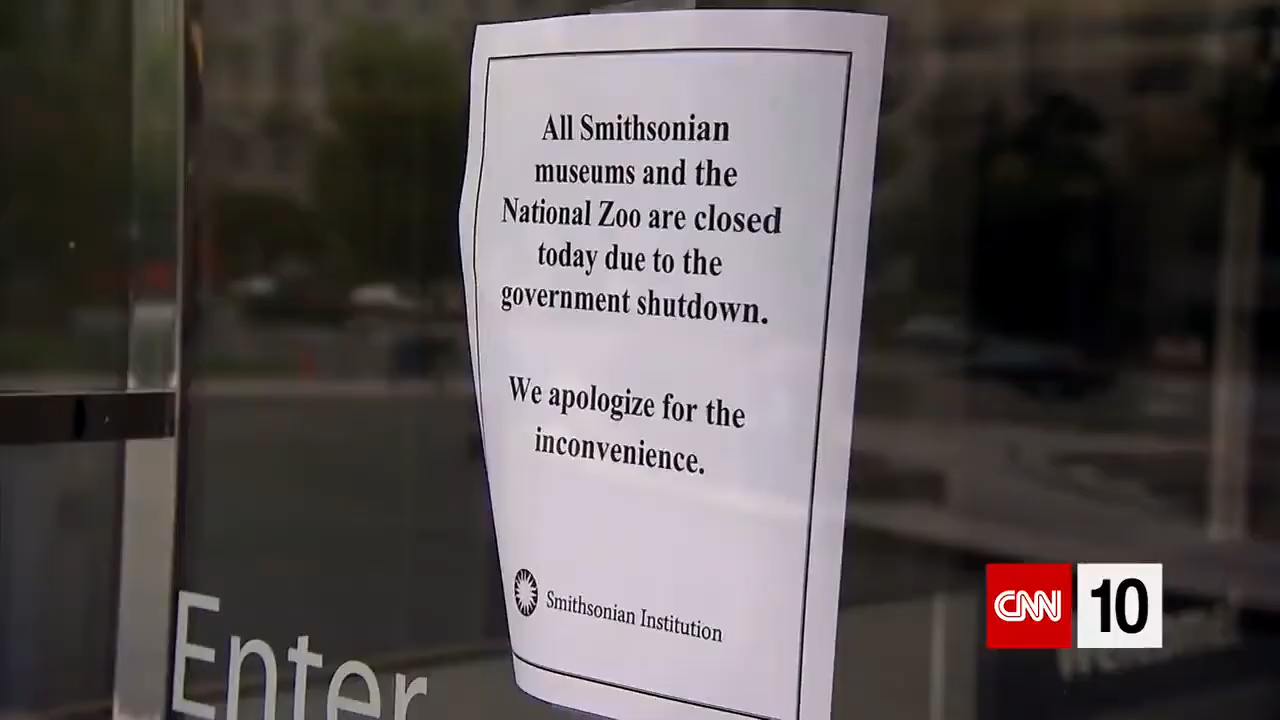 All Smithsonian
museums and the
National Zoo are closed
today due to the
government shutdown.
We apologize for the
inconvenience.
Smithsonian Institution
Enter
CNN 10